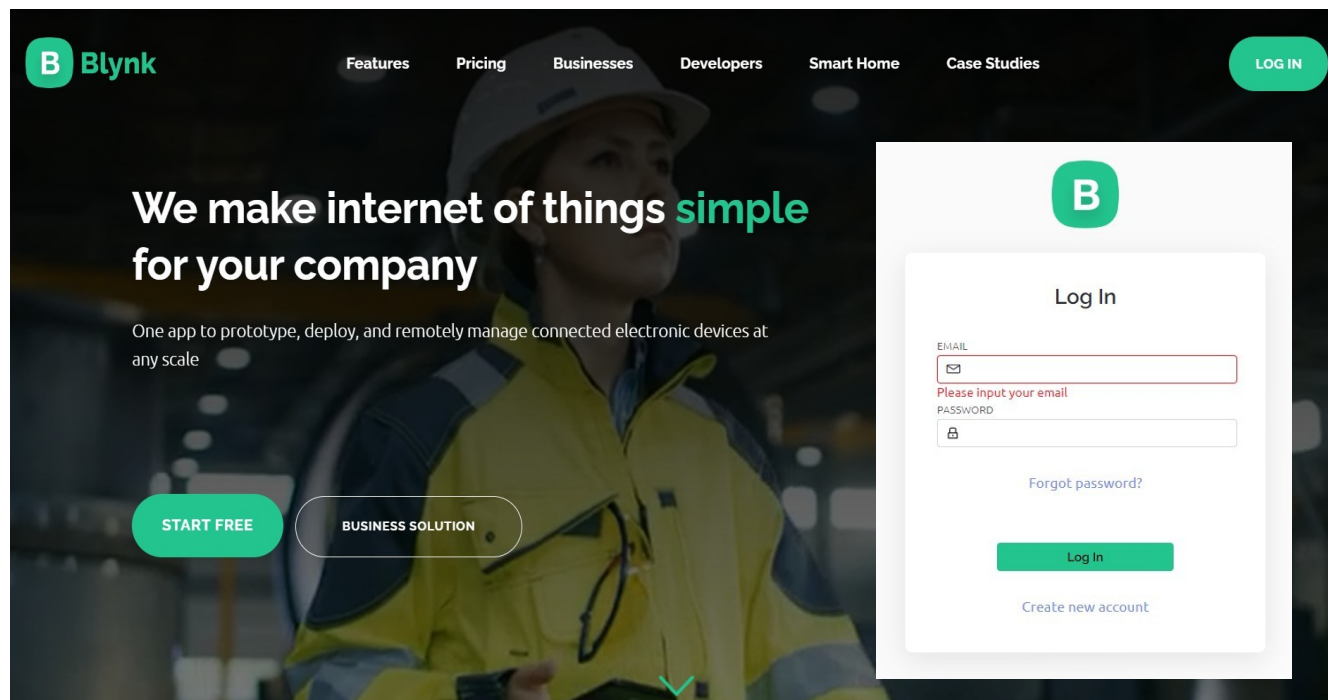 B Blynk
Features Pricing Businesses Developers Smart Home Case Studies
LOG IN
We make internet of things simple
for your company
One app to prototype, deploy, and remotely manage connected electronic devices at
any scale
START FREE
BUSINESS SOLUTION
B
Log In
EMAIL
Please input your email
PASSWORD
Forgot password?
Log In
Create new account